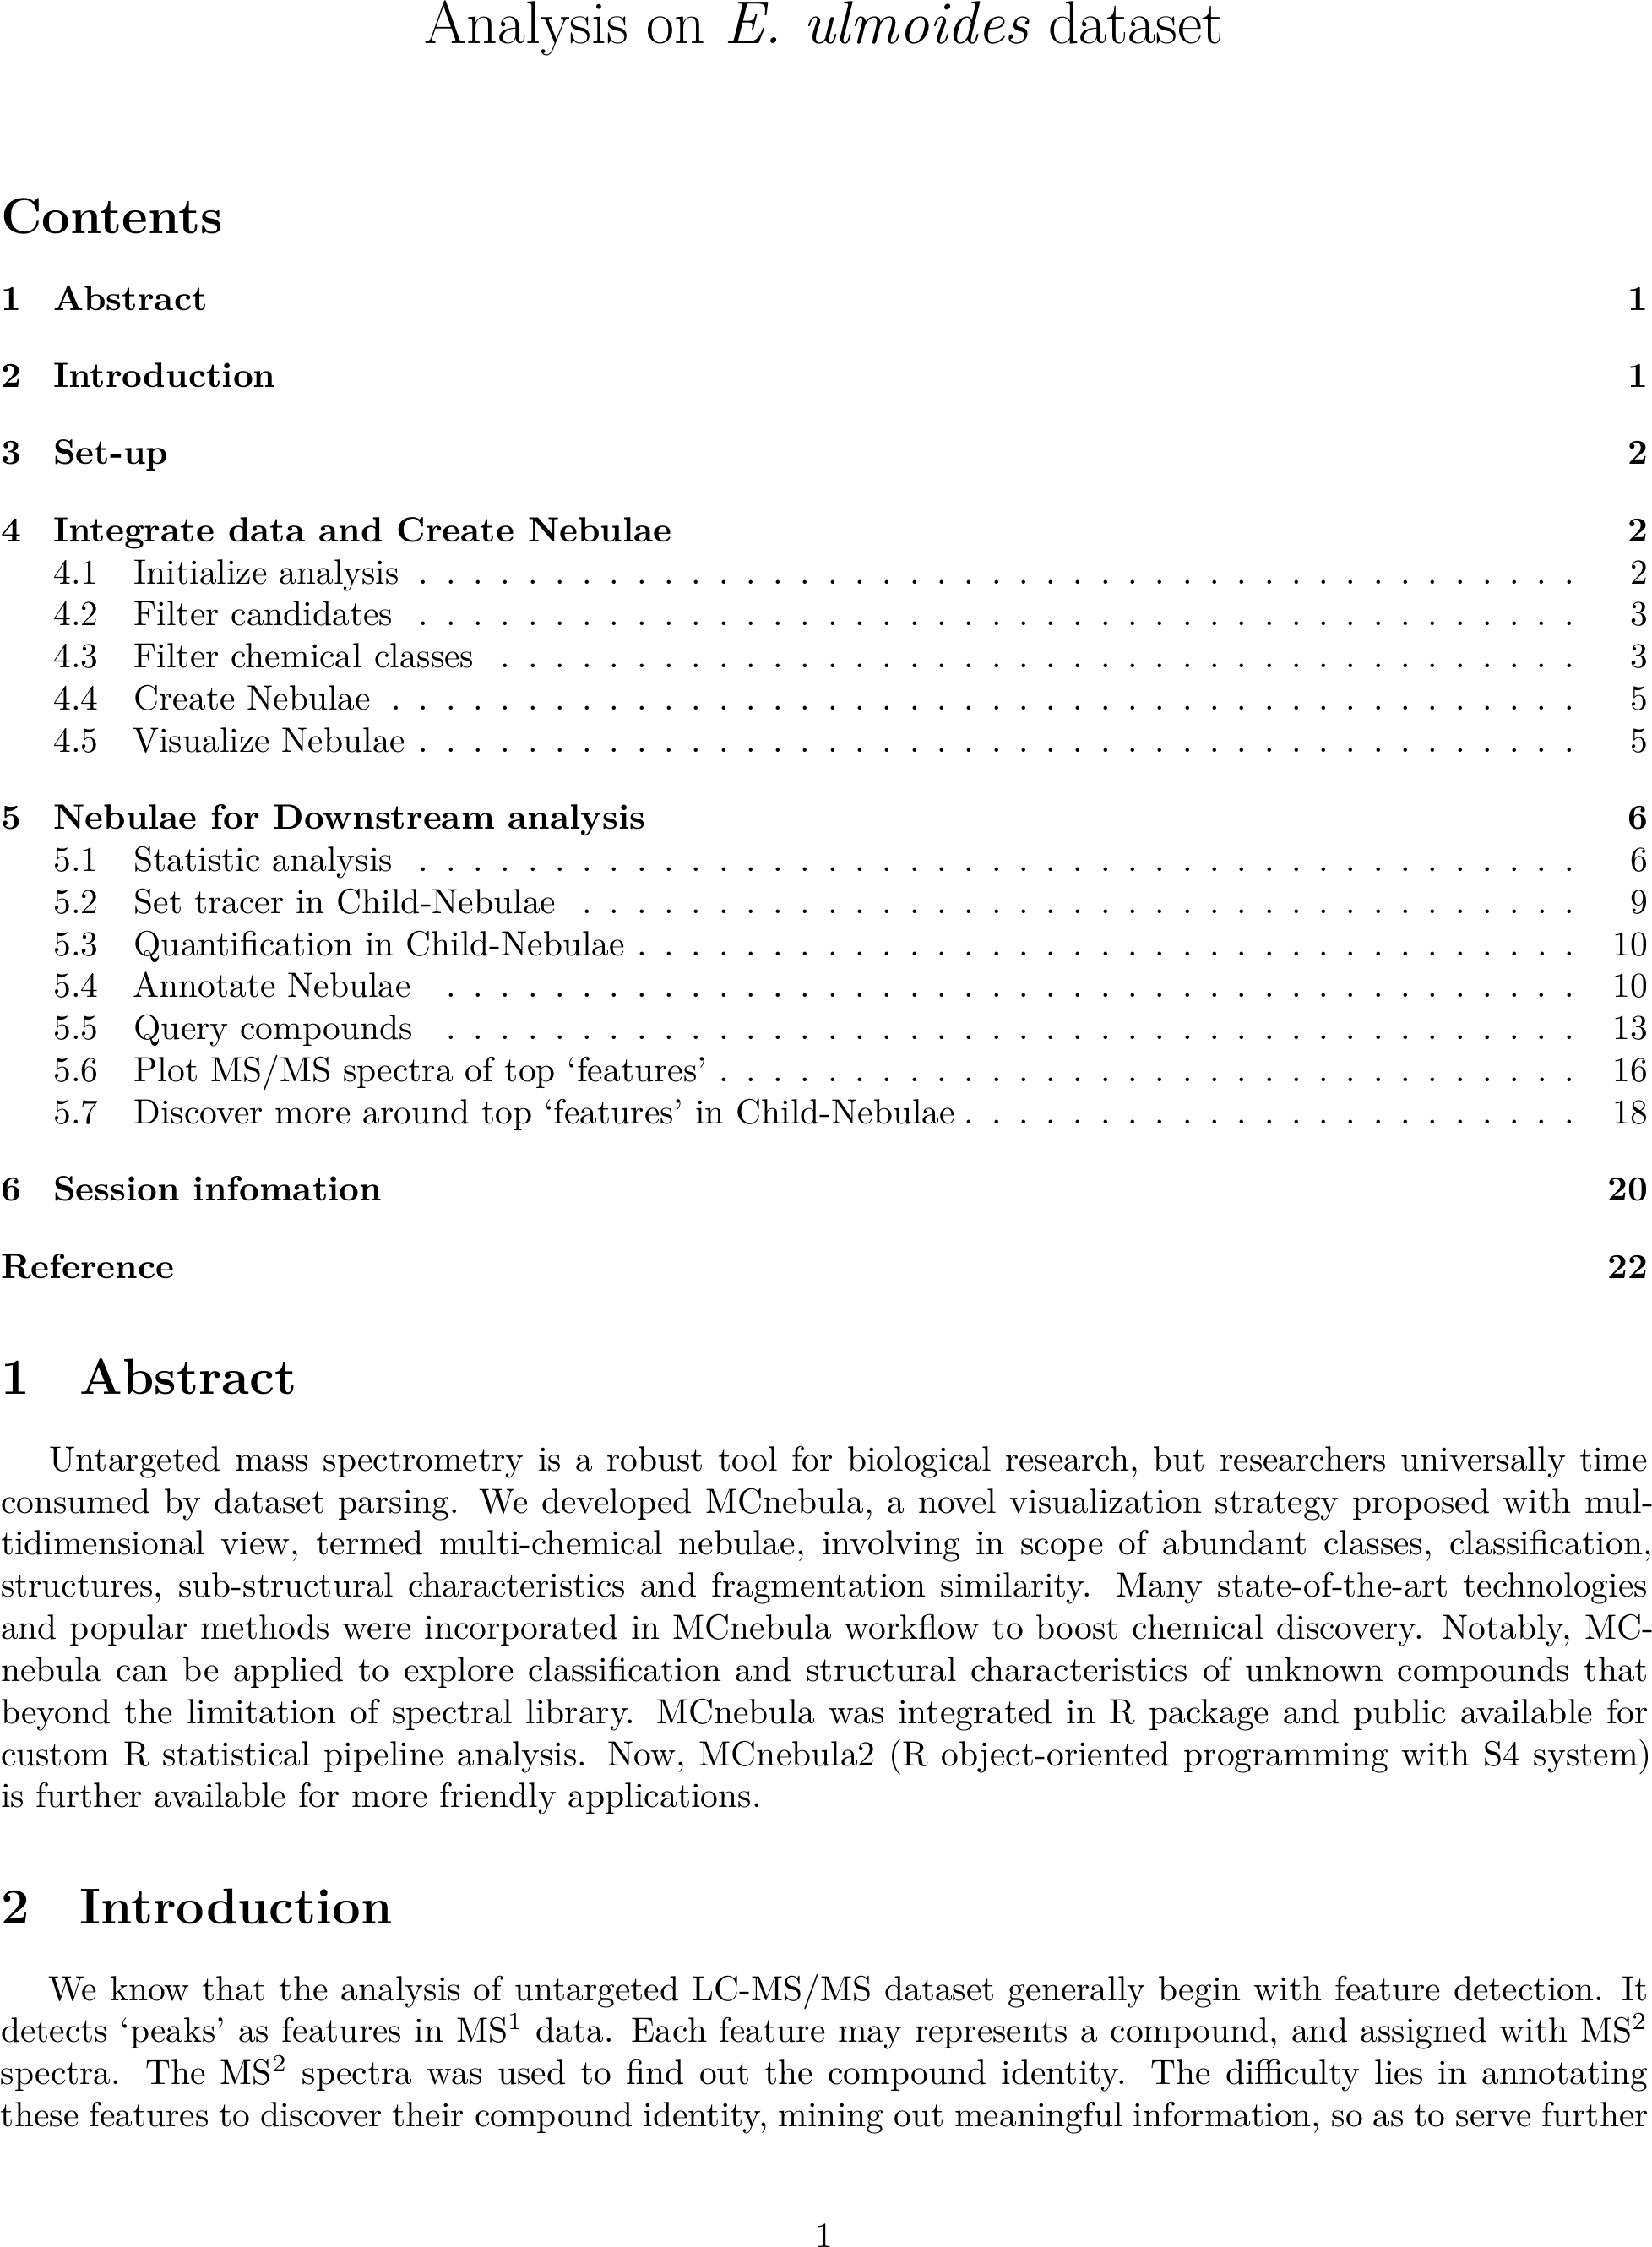 Analysis on E. ulmoides dataset
Contents
1 Abstract 1
2 Introduction 1
3 Set-up 2
4 Integrate data and Create Nebulae 2
4.1 Initialize analysis . . . . . . . . . . . . . . . . . . . . . . . . . . . . . . . . . . . . . . . . . . . 2
4.2 Filter candidates . . . . . . . . . . . . . . . . . . . . . . . . . . . . . . . . . . . . . . . . . . . 3
4.3 Filter chemical classes . . . . . . . . . . . . . . . . . . . . . . . . . . . . . . . . . . . . . . . . 3
4.4 Create Nebulae . . . . . . . . . . . . . . . . . . . . . . . . . . . . . . . . . . . . . . . . . . . . 5
4.5 Visualize Nebulae . . . . . . . . . . . . . . . . . . . . . . . . . . . . . . . . . . . . . . . . . . . 5
5 Nebulae for Downstream analysis 6
5.1 Statistic analysis . . . . . . . . . . . . . . . . . . . . . . . . . . . . . . . . . . . . . . . . . . . 6
5.2 Set tracer in Child-Nebulae . . . . . . . . . . . . . . . . . . . . . . . . . . . . . . . . . . . . . 9
5.3 Quantification in Child-Nebulae . . . . . . . . . . . . . . . . . . . . . . . . . . . . . . . . . . . 10
5.4 Annotate Nebulae . . . . . . . . . . . . . . . . . . . . . . . . . . . . . . . . . . . . . . . . . . 10
5.5 Query compounds . . . . . . . . . . . . . . . . . . . . . . . . . . . . . . . . . . . . . . . . . . 13
5.6 Plot MS/MS spectra of top ‘features’ . . . . . . . . . . . . . . . . . . . . . . . . . . . . . . . . 16
5.7 Discover more around top ‘features’ in Child-Nebulae . . . . . . . . . . . . . . . . . . . . . . . 18
6 Session infomation 20
Reference 22
1 Abstract
Untargeted mass spectrometry is a robust tool for biological research, but researchers universally time
consumed by dataset parsing. We developed MCnebula, a novel visualization strategy proposed with mul-
tidimensional view, termed multi-chemical nebulae, involving in scope of abundant classes, classification,
structures, sub-structural characteristics and fragmentation similarity. Many state-of-the-art technologies
and popular methods were incorporated in MCnebula workflow to boost chemical discovery. Notably, MC-
nebula can be applied to explore classification and structural characteristics of unknown compounds that
beyond the limitation of spectral library. MCnebula was integrated in R package and public available for
custom R statistical pipeline analysis. Now, MCnebula2 (R object-oriented programming with S4 system)
is further available for more friendly applications.
2 Introduction
We know that the analysis of untargeted LC-MS/MS dataset generally begin with feature detection. It
detects ‘peaks’ as features in MS¹ data. Each feature may represents a compound, and assigned with MS²
spectra. The MS² spectra was used to find out the compound identity. The difficulty lies in annotating
these features to discover their compound identity, mining out meaningful information, so as to serve further
1